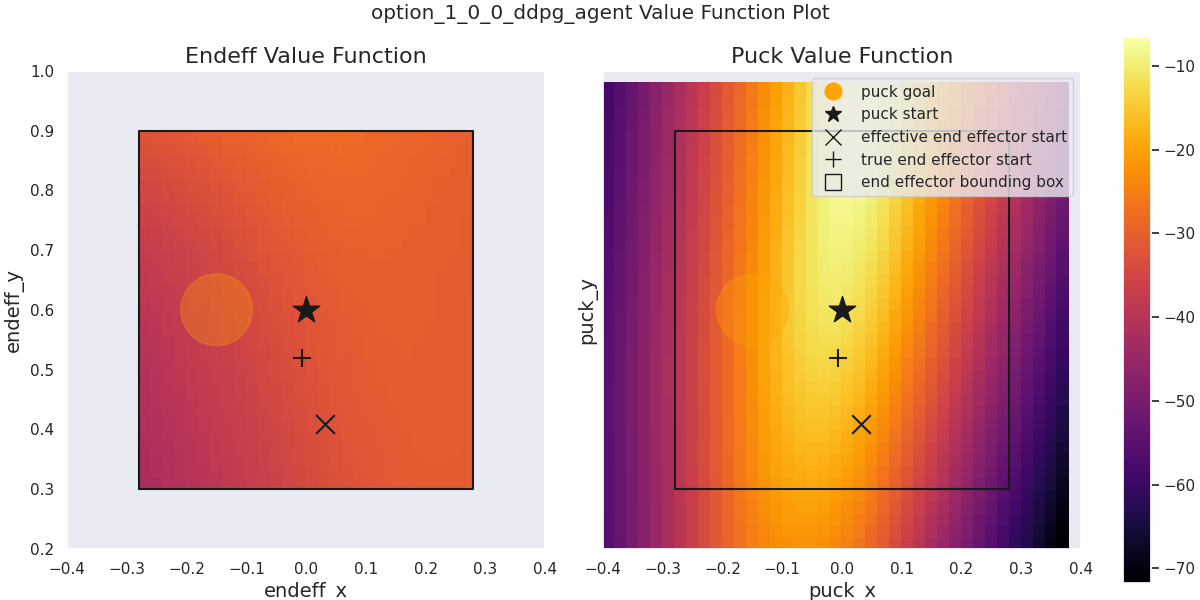 option_1_0_0_ddpg_agent Value Function Plot
Endeff Value Function
1.0
0.9
0.8
0.7
0.6
0.5
0.4
0.3
0.2
endeff_y
−0.4 −0.3 −0.2 −0.1 0.0 0.1 0.2 0.3 0.4
endeff_x
Puck Value Function
puck goal
puck start
effective end effector start
true end effector start
end effector bounding box
puck_y
−0.4 −0.3 −0.2 −0.1 0.0 0.1 0.2 0.3 0.4
puck_x
−10
−20
−30
−40
−50
−60
−70